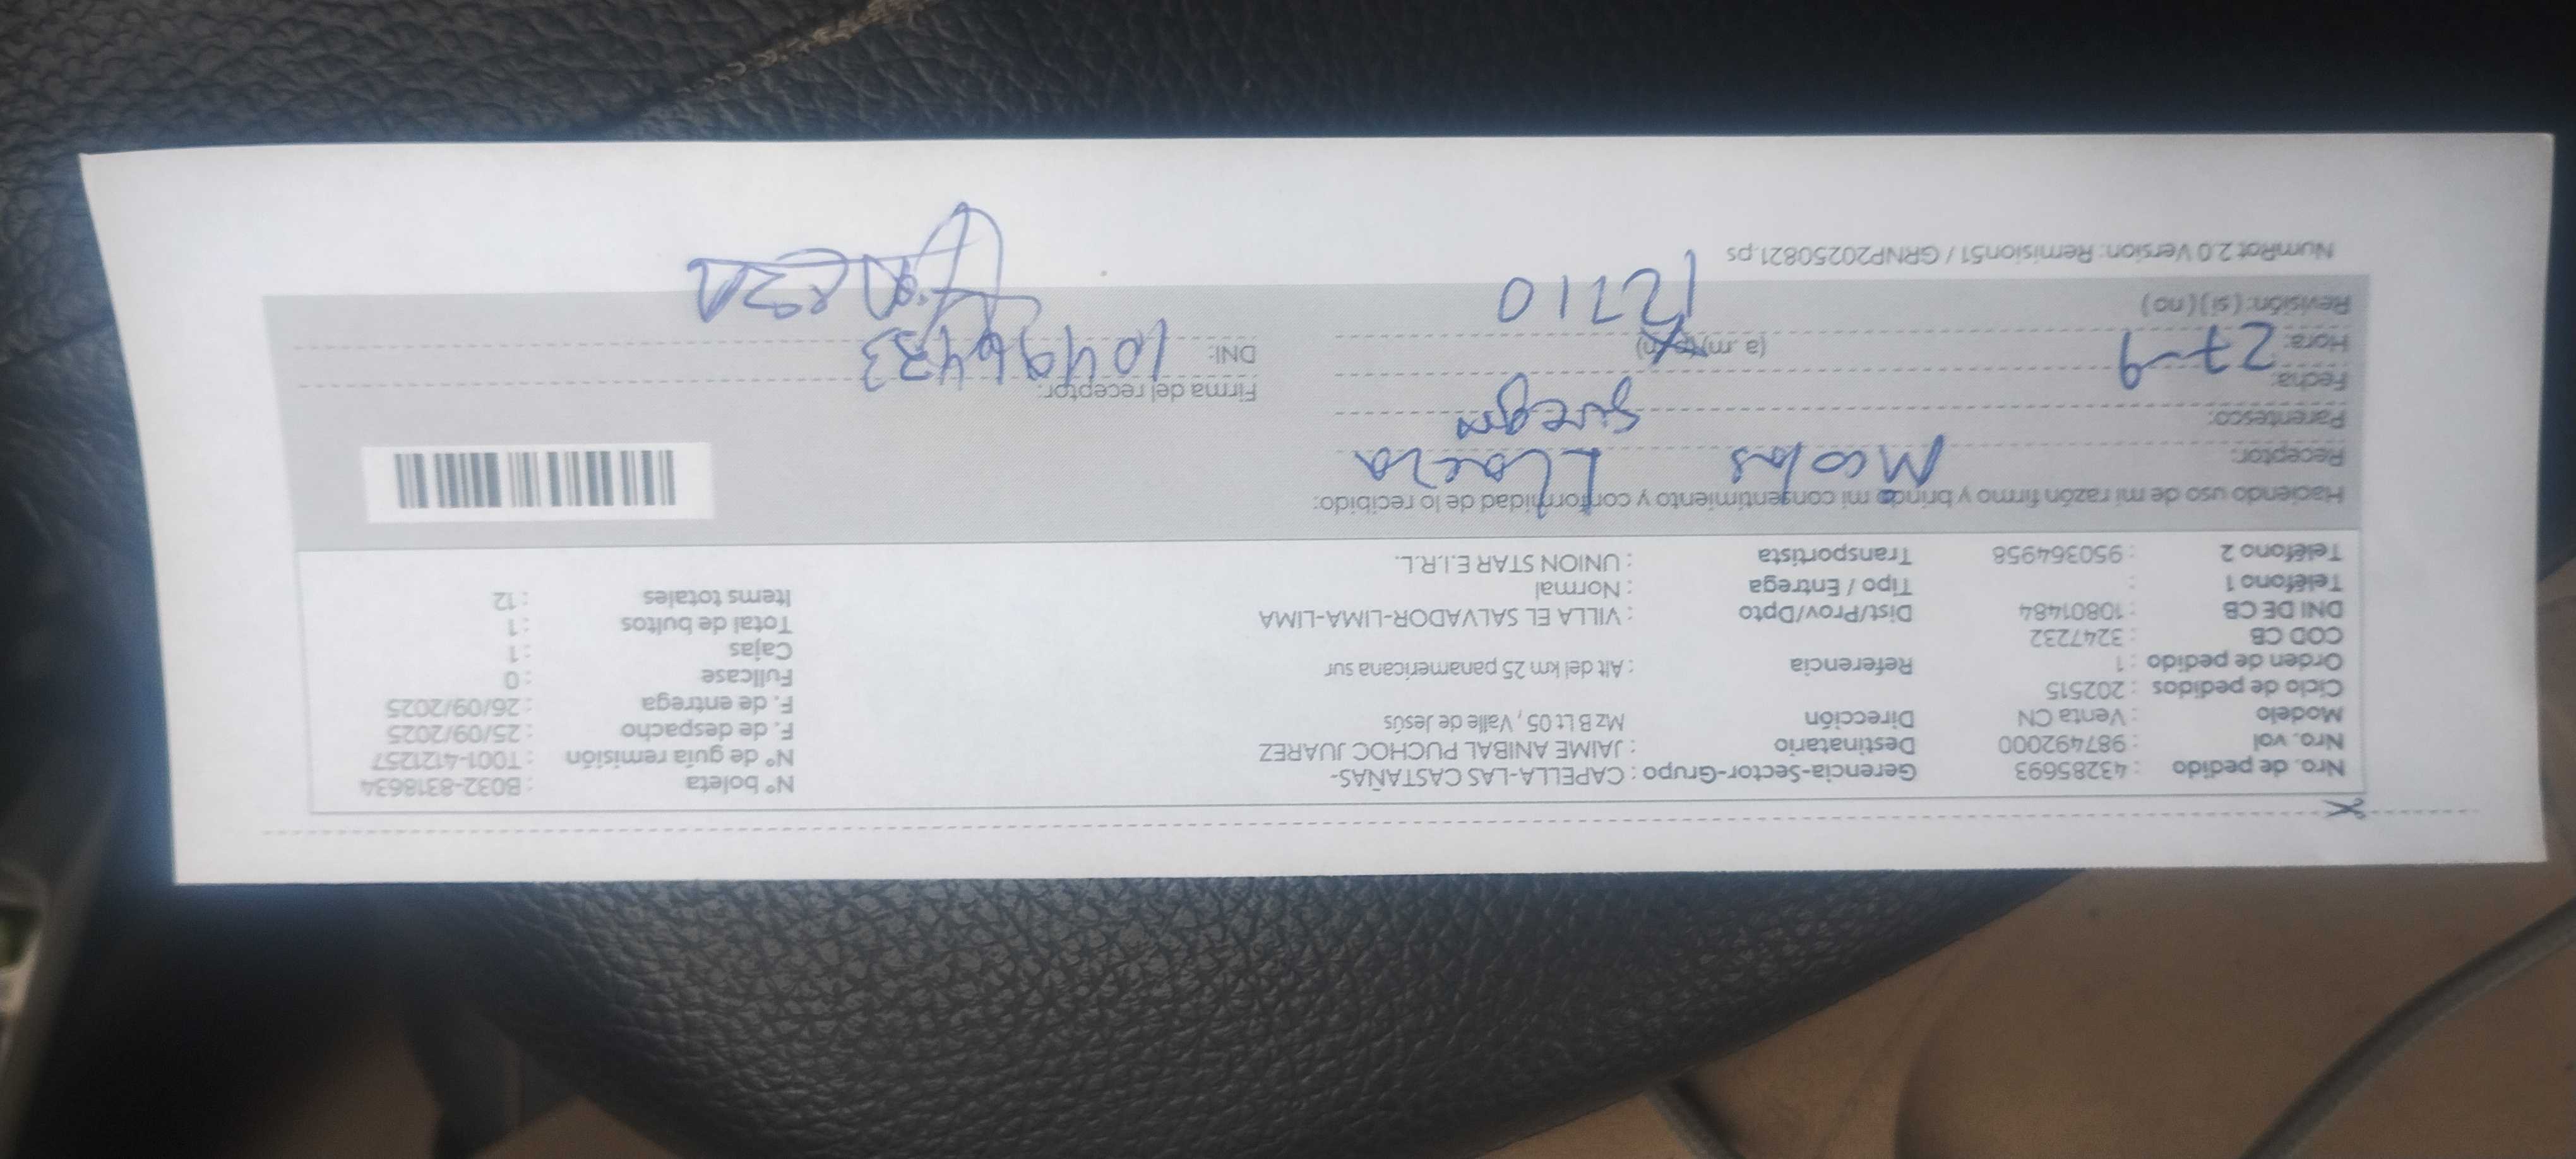 Nro. de pedido : 43285693 Gerencia-Sector-Grupo : CAPELLA-LAS CASTAÑAS- N° boleta : B032-8318634
Nro. vol : 987492000 Destinatario : JAIME ANIBAL PUCHOC JUAREZ N° de guía remisión : T001-4121257
Modelo : Venta CN Dirección Mz B Lt 05 , Valle de Jesús F. de despacho : 25/09/2025
Ciclo de pedidos : 202515 F. de entrega : 26/09/2025
Orden de pedido : 1 Referencia : Alt del km 25 panamericana sur Fullcase : 0
COD CB : 3247232 Cajas : 1
DNI DE CB : 10801484 Dist/Prov/Dpto : VILLA EL SALVADOR-LIMA-LIMA Total de bultos : 1
Teléfono 1 : Tipo / Entrega : Normal Items totales : 12
Teléfono 2 : 950364958 Transportista : UNION STAR E.I.R.L.
Haciendo uso de mi razón firmo y brindo mi consentimiento y conformidad de lo recibido:
Receptor: Llacza
Parentesco:
Fecha: 27-9 Firma del receptor:
Hora: (a .m) (p .m) DNI: 10496433
Revisión: ( si ) ( no ) 12710
NumRot 2.0 Version: Remision51 / GRNP20250821.ps